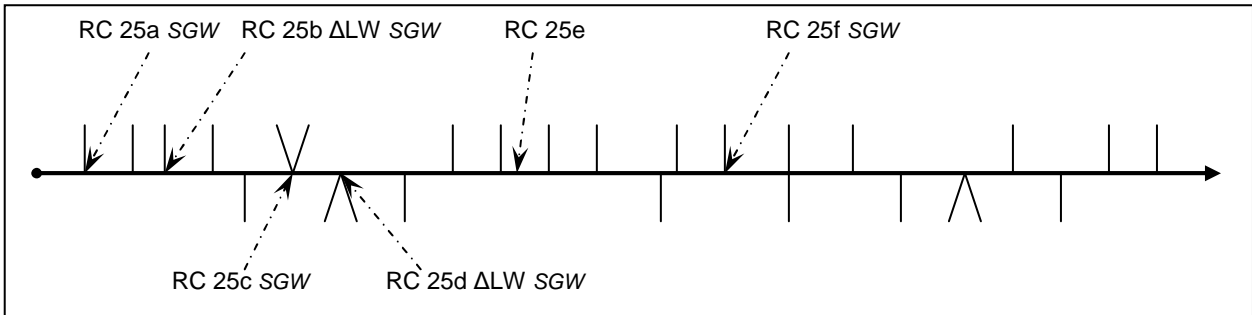 RC 25a SGW RC 25b ΔLW SGW RC 25e RC 25f SGW
RC 25c SGW RC 25d ΔLW SGW